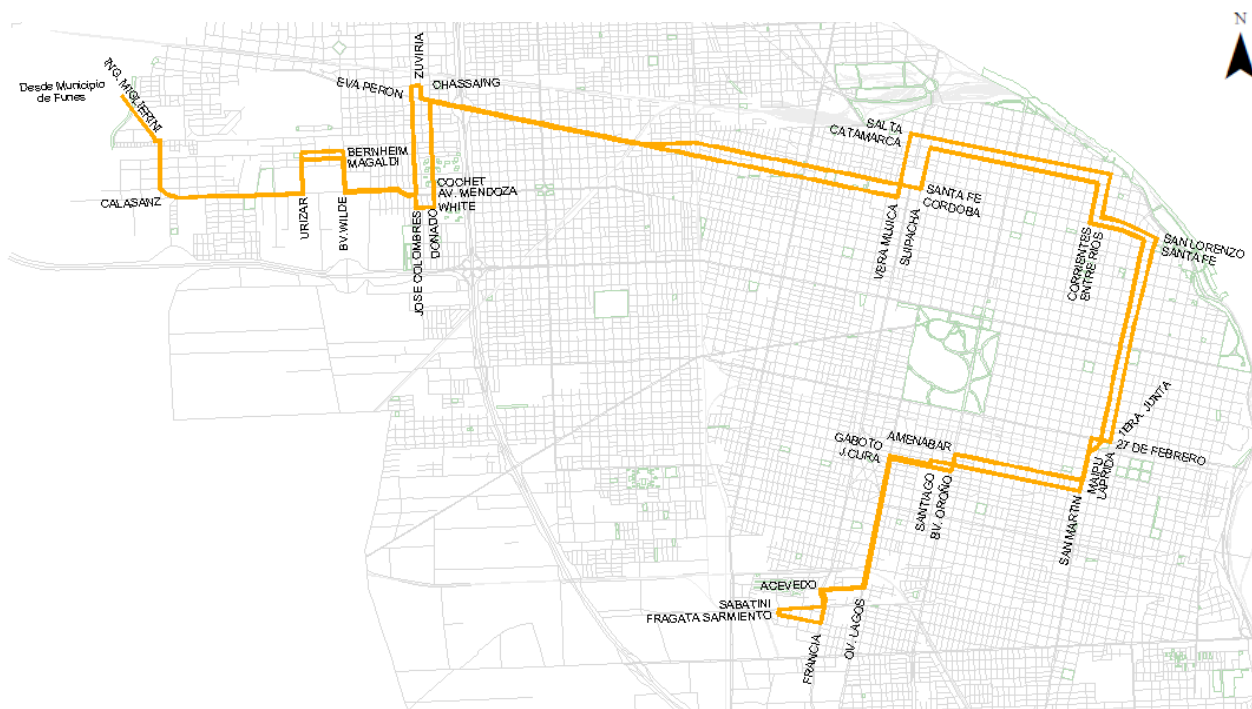 N
ZUVIRIA
ING. MIGLIERINI
Desde Municipio
de Funes
EVA PERON
CHASSAING
SALTA
CATAMARCA
BERNHEIM
MAGALDI
COCHET
AV. MENDOZA
WHITE
SANTA FE
CORDOBA
CALASANZ
URIZAR
BV. WILDE
JOSE COLOMBRES
DONADO
VERA MUJICA
SUIPACHA
CORRIENTES
ENTRE RIOS
SAN LORENZO
SANTA FE
1ERA. JUNTA
27 DE FEBRERO
GABOTO
J.CURA
AMENABAR
SANTIAGO
BV. OROÑO
MAIPU
LAPRIDA
SAN MARTIN
ACEVEDO
SABATINI
FRAGATA SARMIENTO
FRANCIA
OV. LAGOS